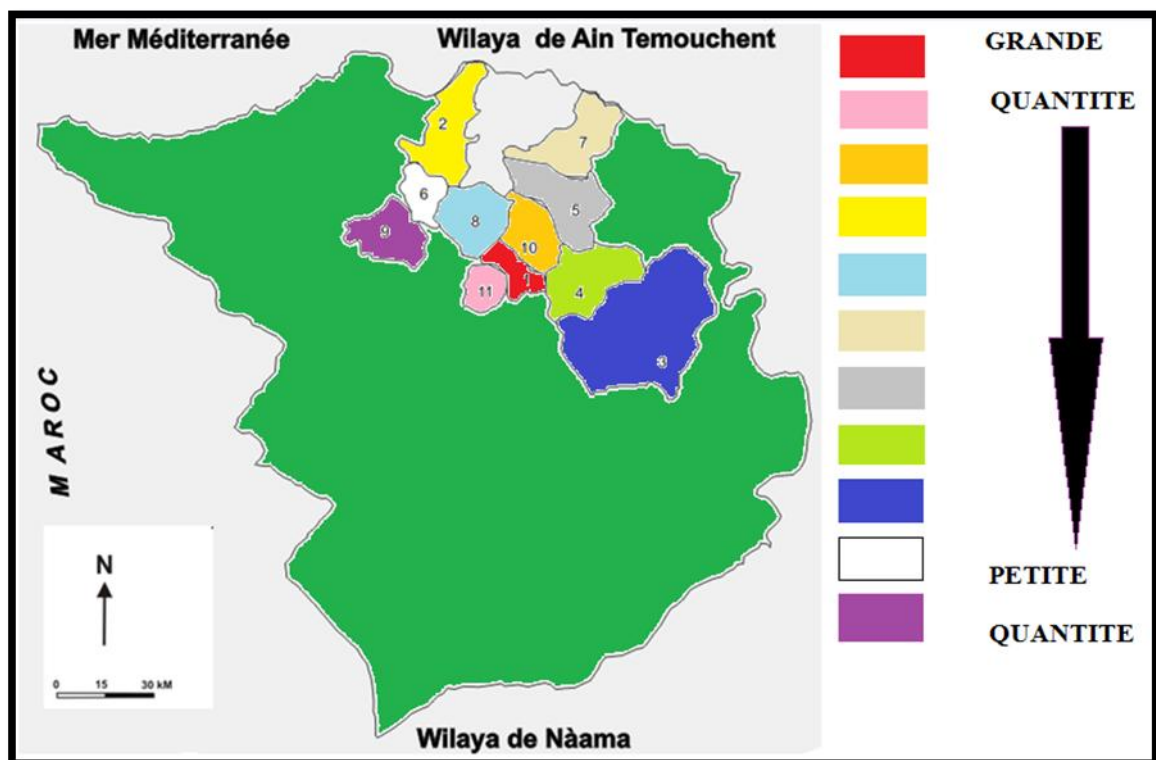 Mer Méditerranée
Wilaya de Ain Temouchent
GRANDE
QUANTITE
2
7
6
5
8
9
10
1
11
4
3
MAROC
N
0 15 30 kM
PETITE
QUANTITE
Wilaya de Nàama